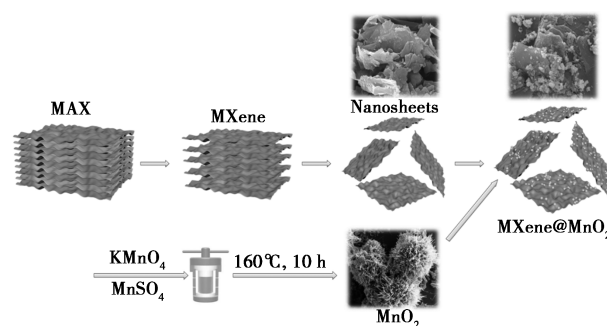 MAX
MXene
Nanosheets
MXene@MnO₂
KMnO₄
MnSO₄
160℃, 10 h
MnO₂